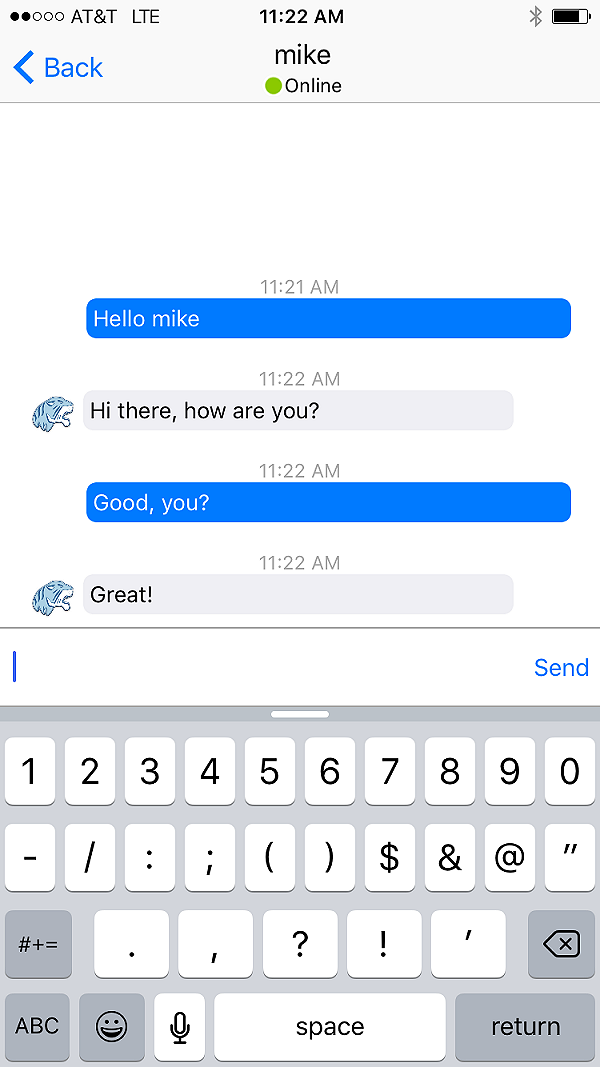 AT&T LTE 11:22 AM
Back mike
Online
11:21 AM
Hello mike
11:22 AM
Hi there, how are you?
11:22 AM
Good, you?
11:22 AM
Great!
Send
1 2 3 4 5 6 7 8 9 0
- / : ; ( ) $ & @ "
#+= . , ? ! '
ABC space return